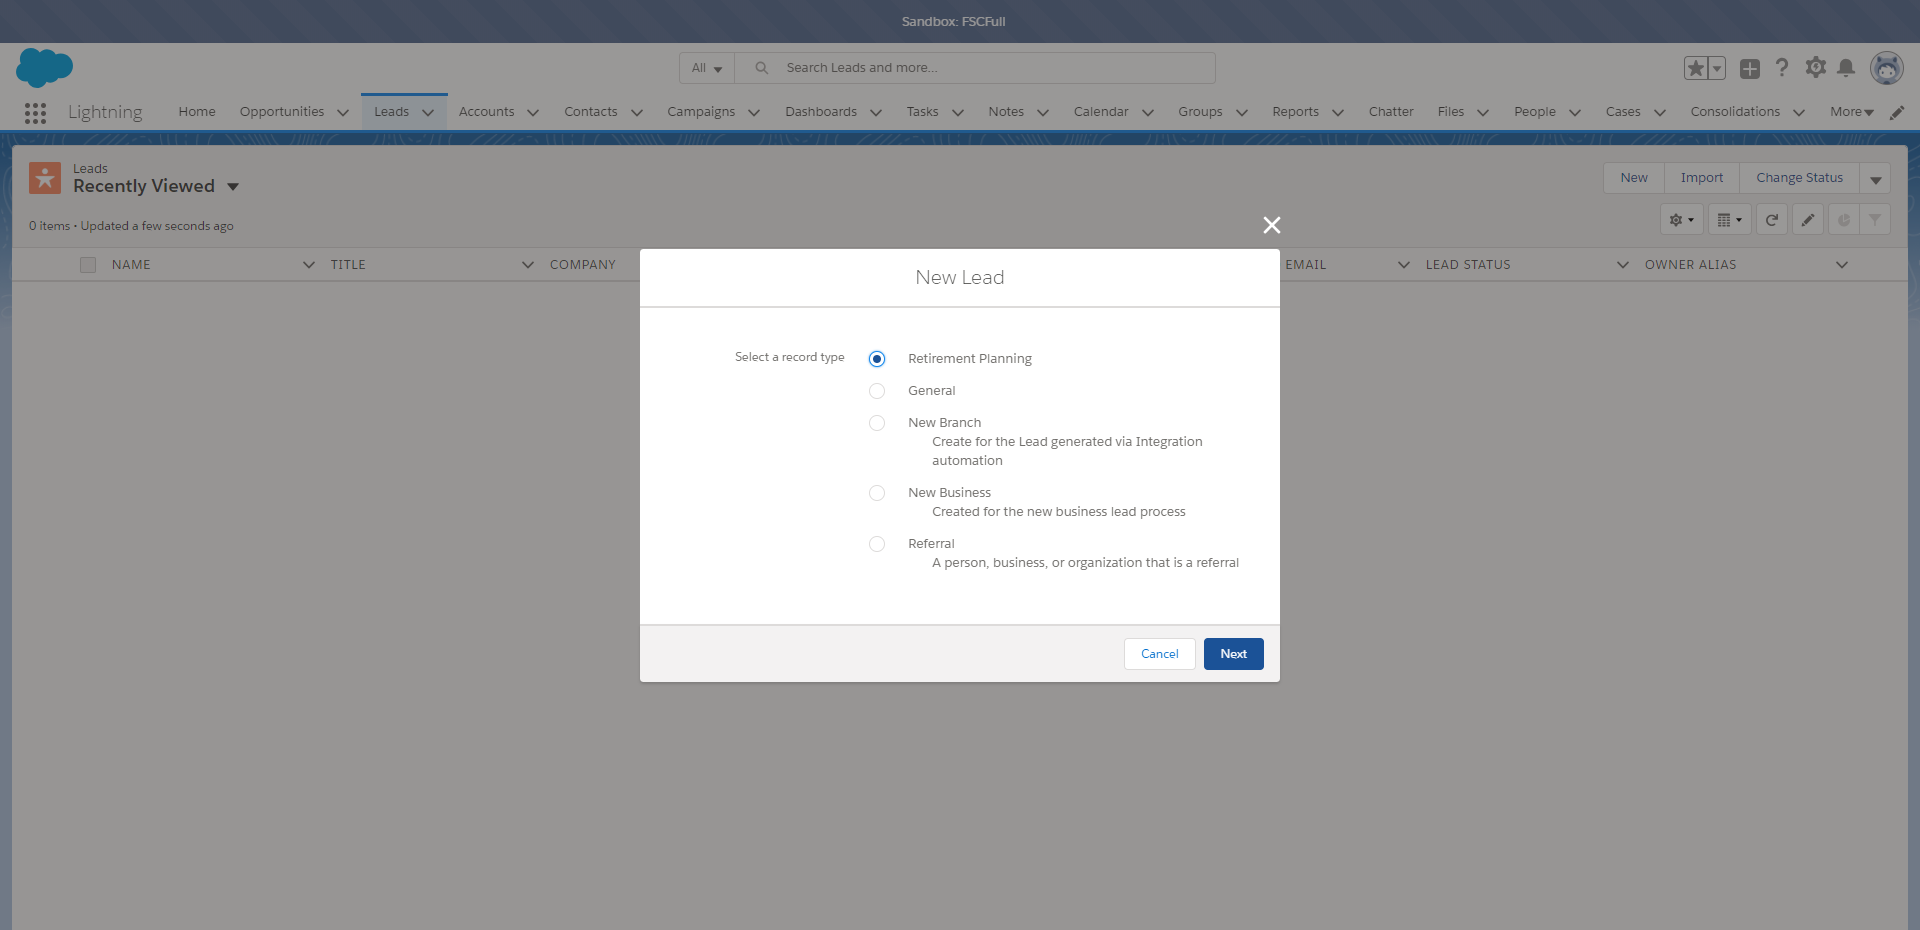 Sandbox: FSCFull
All
Search Leads and more...
Lightning Home Opportunities Leads Accounts Contacts Campaigns Dashboards Tasks Notes Calendar Groups Reports Chatter Files People Cases Consolidations More
Leads
Recently Viewed
New Import Change Status
0 items • Updated a few seconds ago
NAME TITLE COMPANY EMAIL LEAD STATUS OWNER ALIAS
New Lead
Select a record type
Retirement Planning
General
New Branch
Create for the Lead generated via Integration
automation
New Business
Created for the new business lead process
Referral
A person, business, or organization that is a referral
Cancel Next